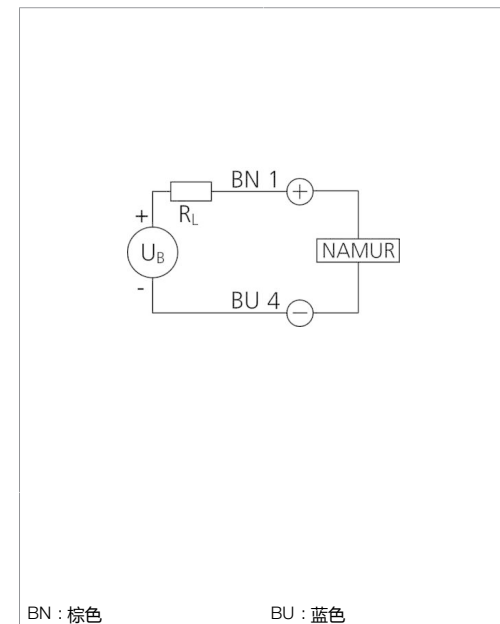 BN 1
+
+
R_L
U_B
NAMUR
-
BU 4
−
BN : 棕色 BU : 蓝色